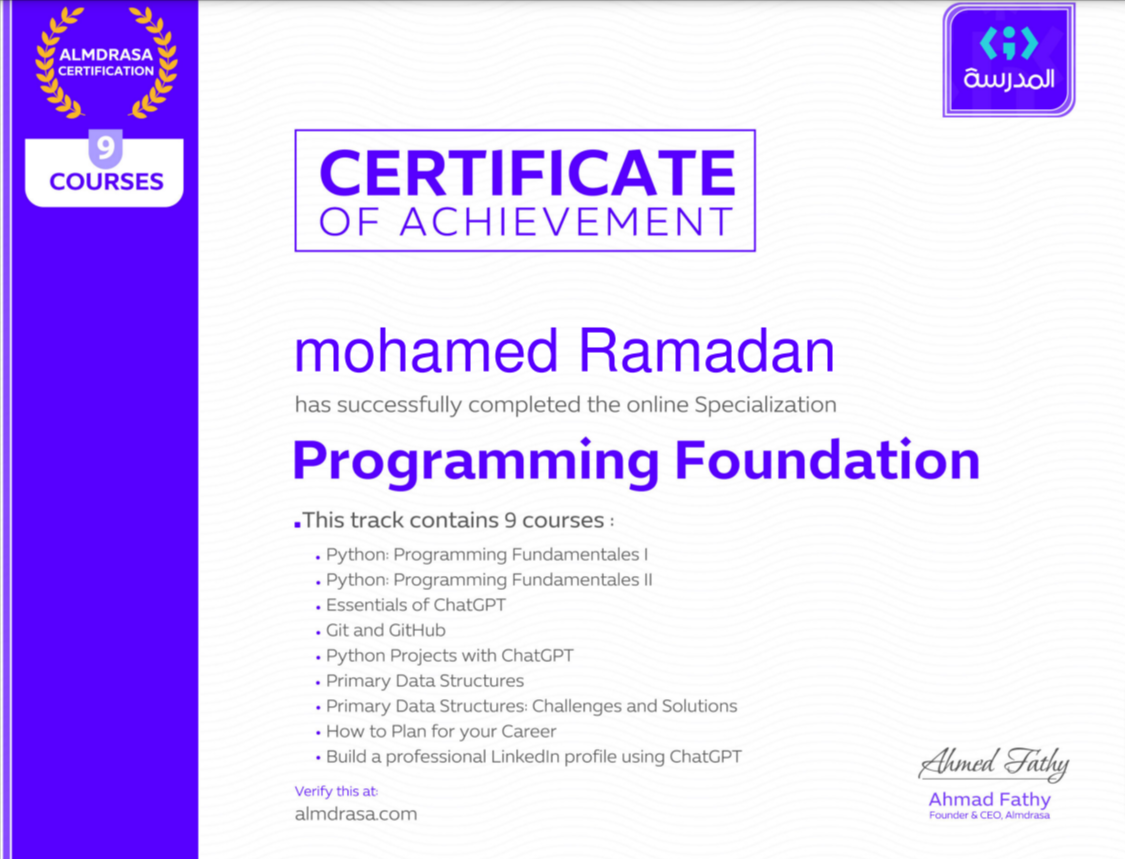 ALMDRASA
CERTIFICATION
9
COURSES
المدرسة
CERTIFICATE
OF ACHIEVEMENT
mohamed Ramadan
has successfully completed the online Specialization
Programming Foundation
This track contains 9 courses :
• Python: Programming Fundamentales I
• Python: Programming Fundamentales II
• Essentials of ChatGPT
• Git and GitHub
• Python Projects with ChatGPT
• Primary Data Structures
• Primary Data Structures: Challenges and Solutions
• How to Plan for your Career
• Build a professional LinkedIn profile using ChatGPT
Verify this at:
almdrasa.com
Ahmed Fathy
Ahmad Fathy
Founder & CEO, Almdrasa